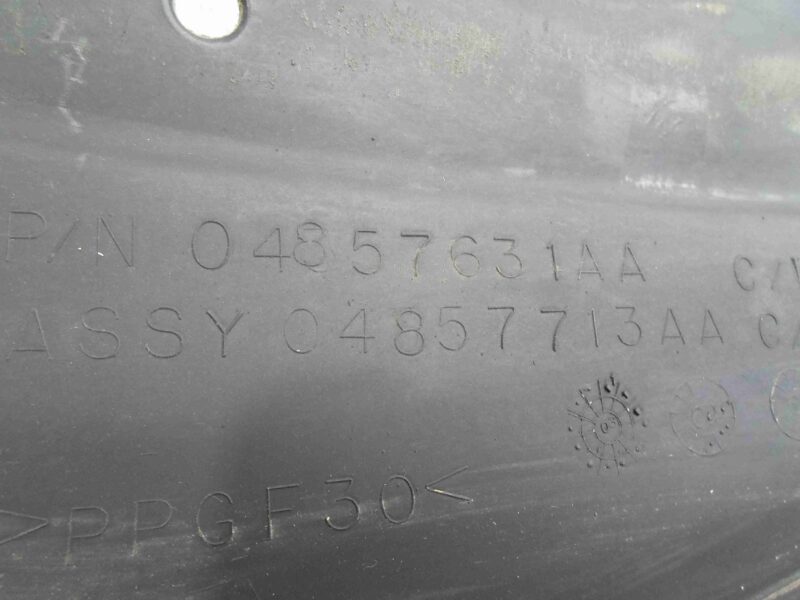 P/N 04857631AA C/
ASSY 04857713AA C/
>PPGF30<